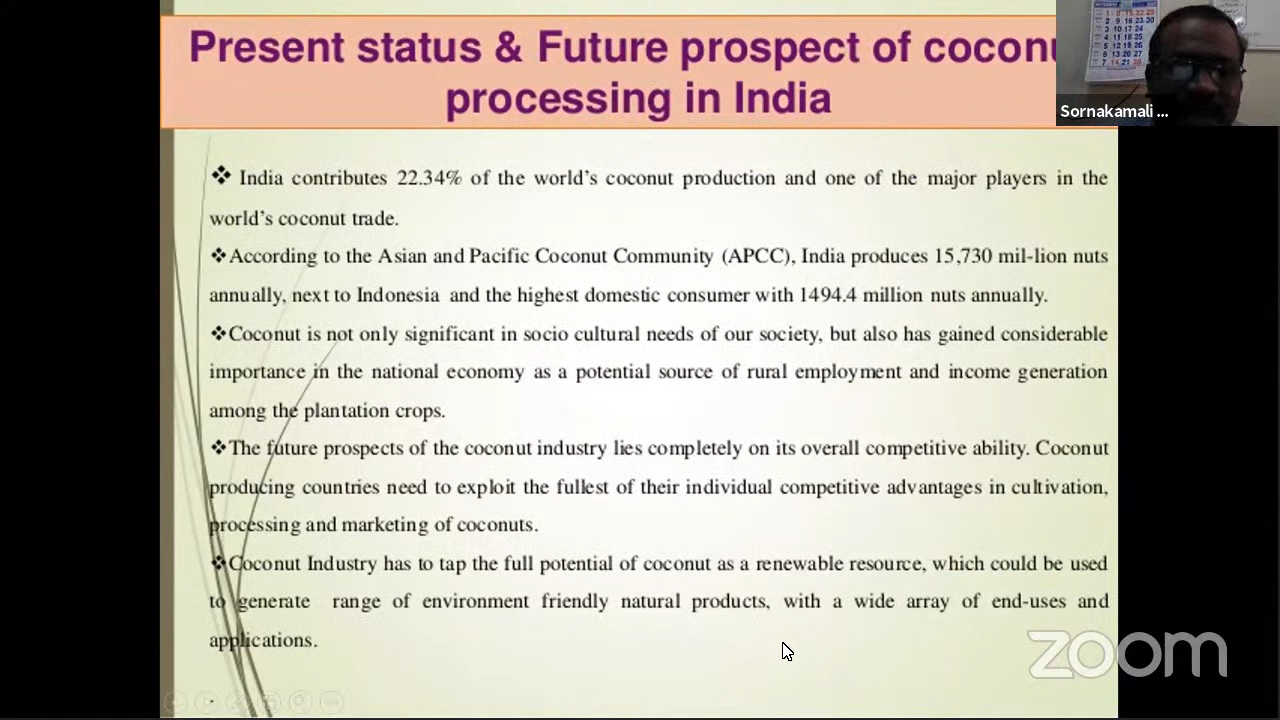 Present status & Future prospect of coconu
processing in India
Sornakamali ...
❖ India contributes 22.34% of the world's coconut production and one of the major players in the
world's coconut trade.
❖According to the Asian and Pacific Coconut Community (APCC), India produces 15,730 mil-lion nuts
annually, next to Indonesia and the highest domestic consumer with 1494.4 million nuts annually.
❖Coconut is not only significant in socio cultural needs of our society, but also has gained considerable
importance in the national economy as a potential source of rural employment and income generation
among the plantation crops.
❖The future prospects of the coconut industry lies completely on its overall competitive ability. Coconut
producing countries need to exploit the fullest of their individual competitive advantages in cultivation,
processing and marketing of coconuts.
❖Coconut Industry has to tap the full potential of coconut as a renewable resource, which could be used
to generate range of environment friendly natural products, with a wide array of end-uses and
applications.
zoom